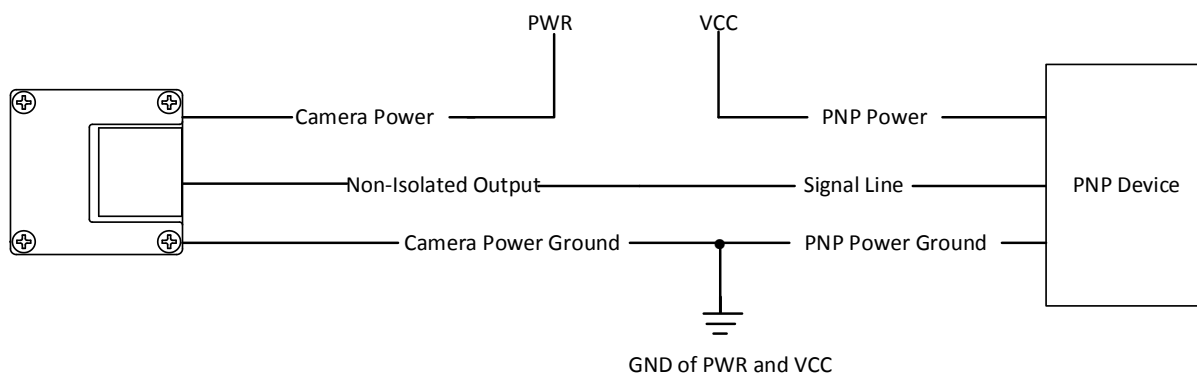 PWR
VCC
Camera Power
PNP Power
Non-Isolated Output
Signal Line
PNP Device
Camera Power Ground
PNP Power Ground
GND of PWR and VCC